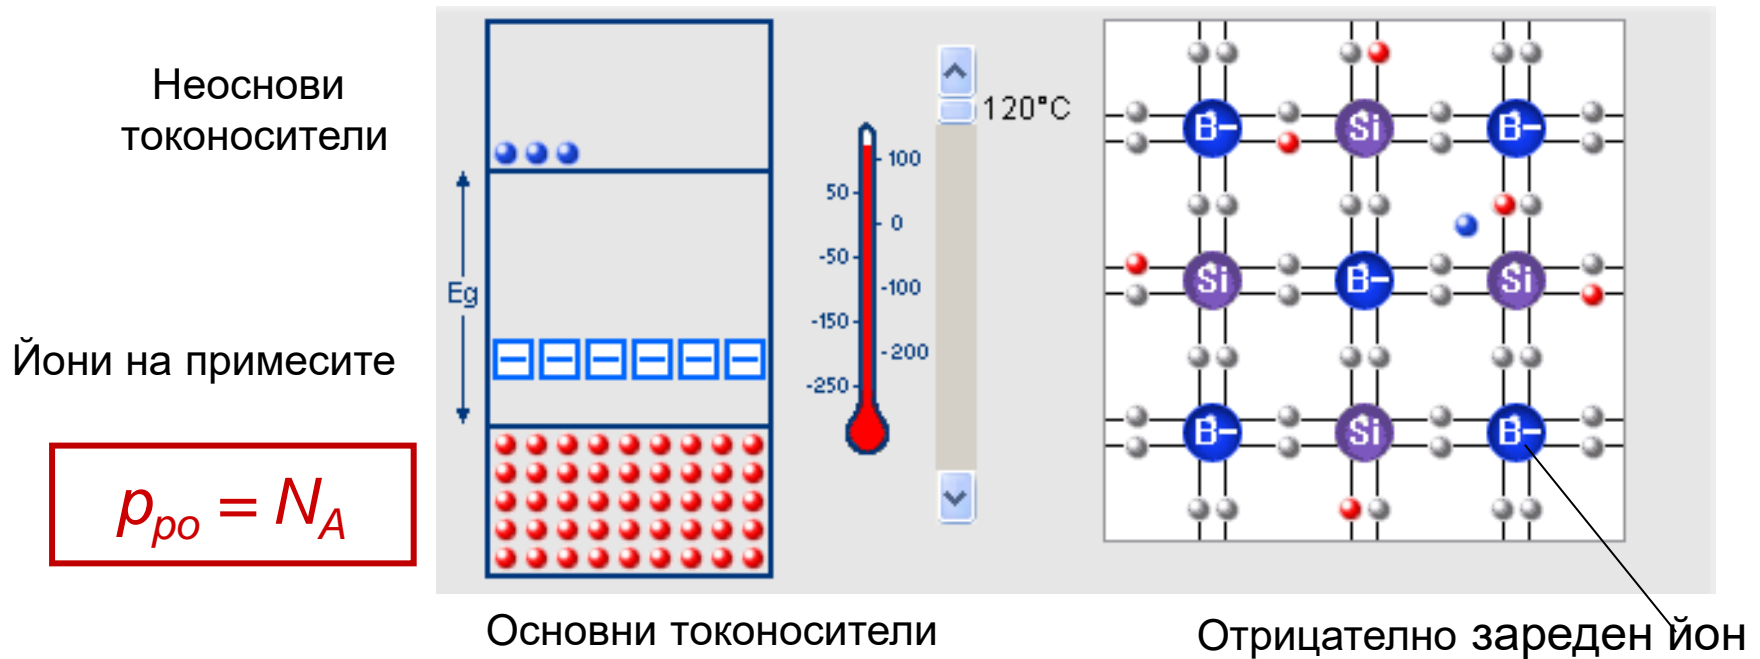 Неоснови
токоносители
Йони на примесите
p_po = N_A
Eg
120°C
100
50
0
-50
-100
-150
-200
-250
B–
Si
B–
Si
B–
Si
B–
Si
B–
Основни токоносители
Отрицателно зареден йон